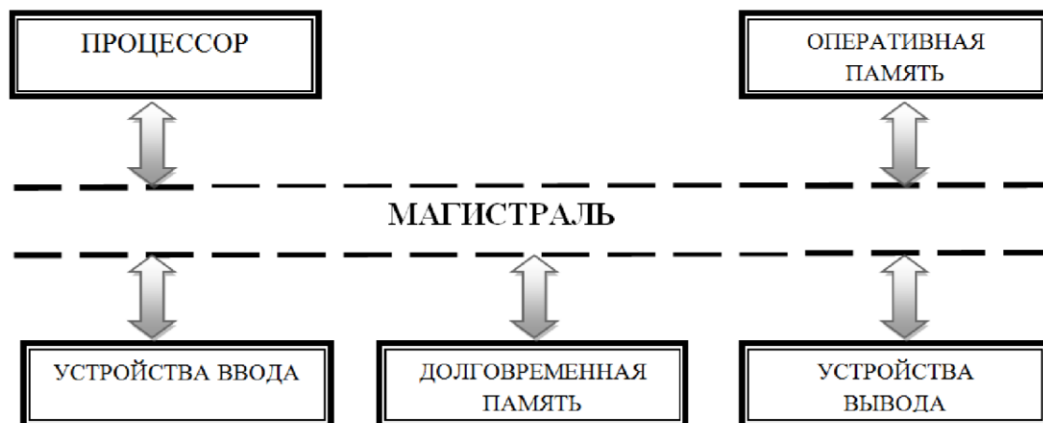 ПРОЦЕССОР
ОПЕРАТИВНАЯ
ПАМЯТЬ
МАГИСТРАЛЬ
УСТРОЙСТВА ВВОДА
ДОЛГОВРЕМЕННАЯ
ПАМЯТЬ
УСТРОЙСТВА
ВЫВОДА